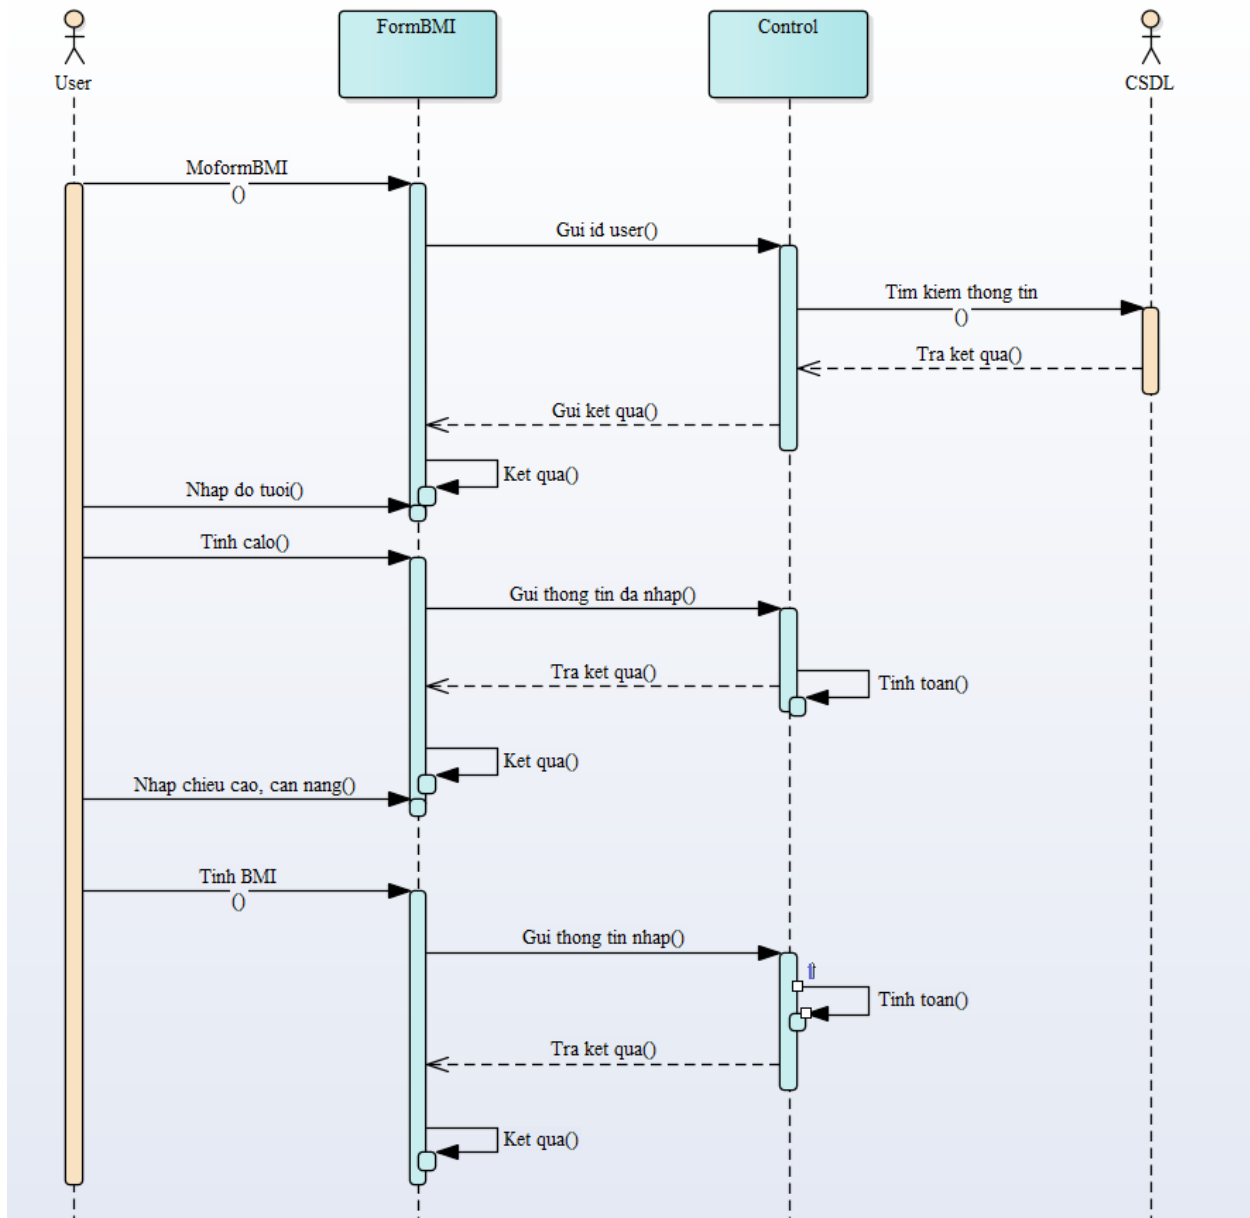 User
FormBMI
Control
CSDL
MoformBMI
()
Gui id user()
Tim kiem thong tin
()
Tra ket qua()
Gui ket qua()
Ket qua()
Nhap do tuoi()
Tinh calo()
Gui thong tin da nhap()
Tra ket qua()
Tinh toan()
Ket qua()
Nhap chieu cao, can nang()
Tinh BMI
()
Gui thong tin nhap()
Tinh toan()
Tra ket qua()
Ket qua()